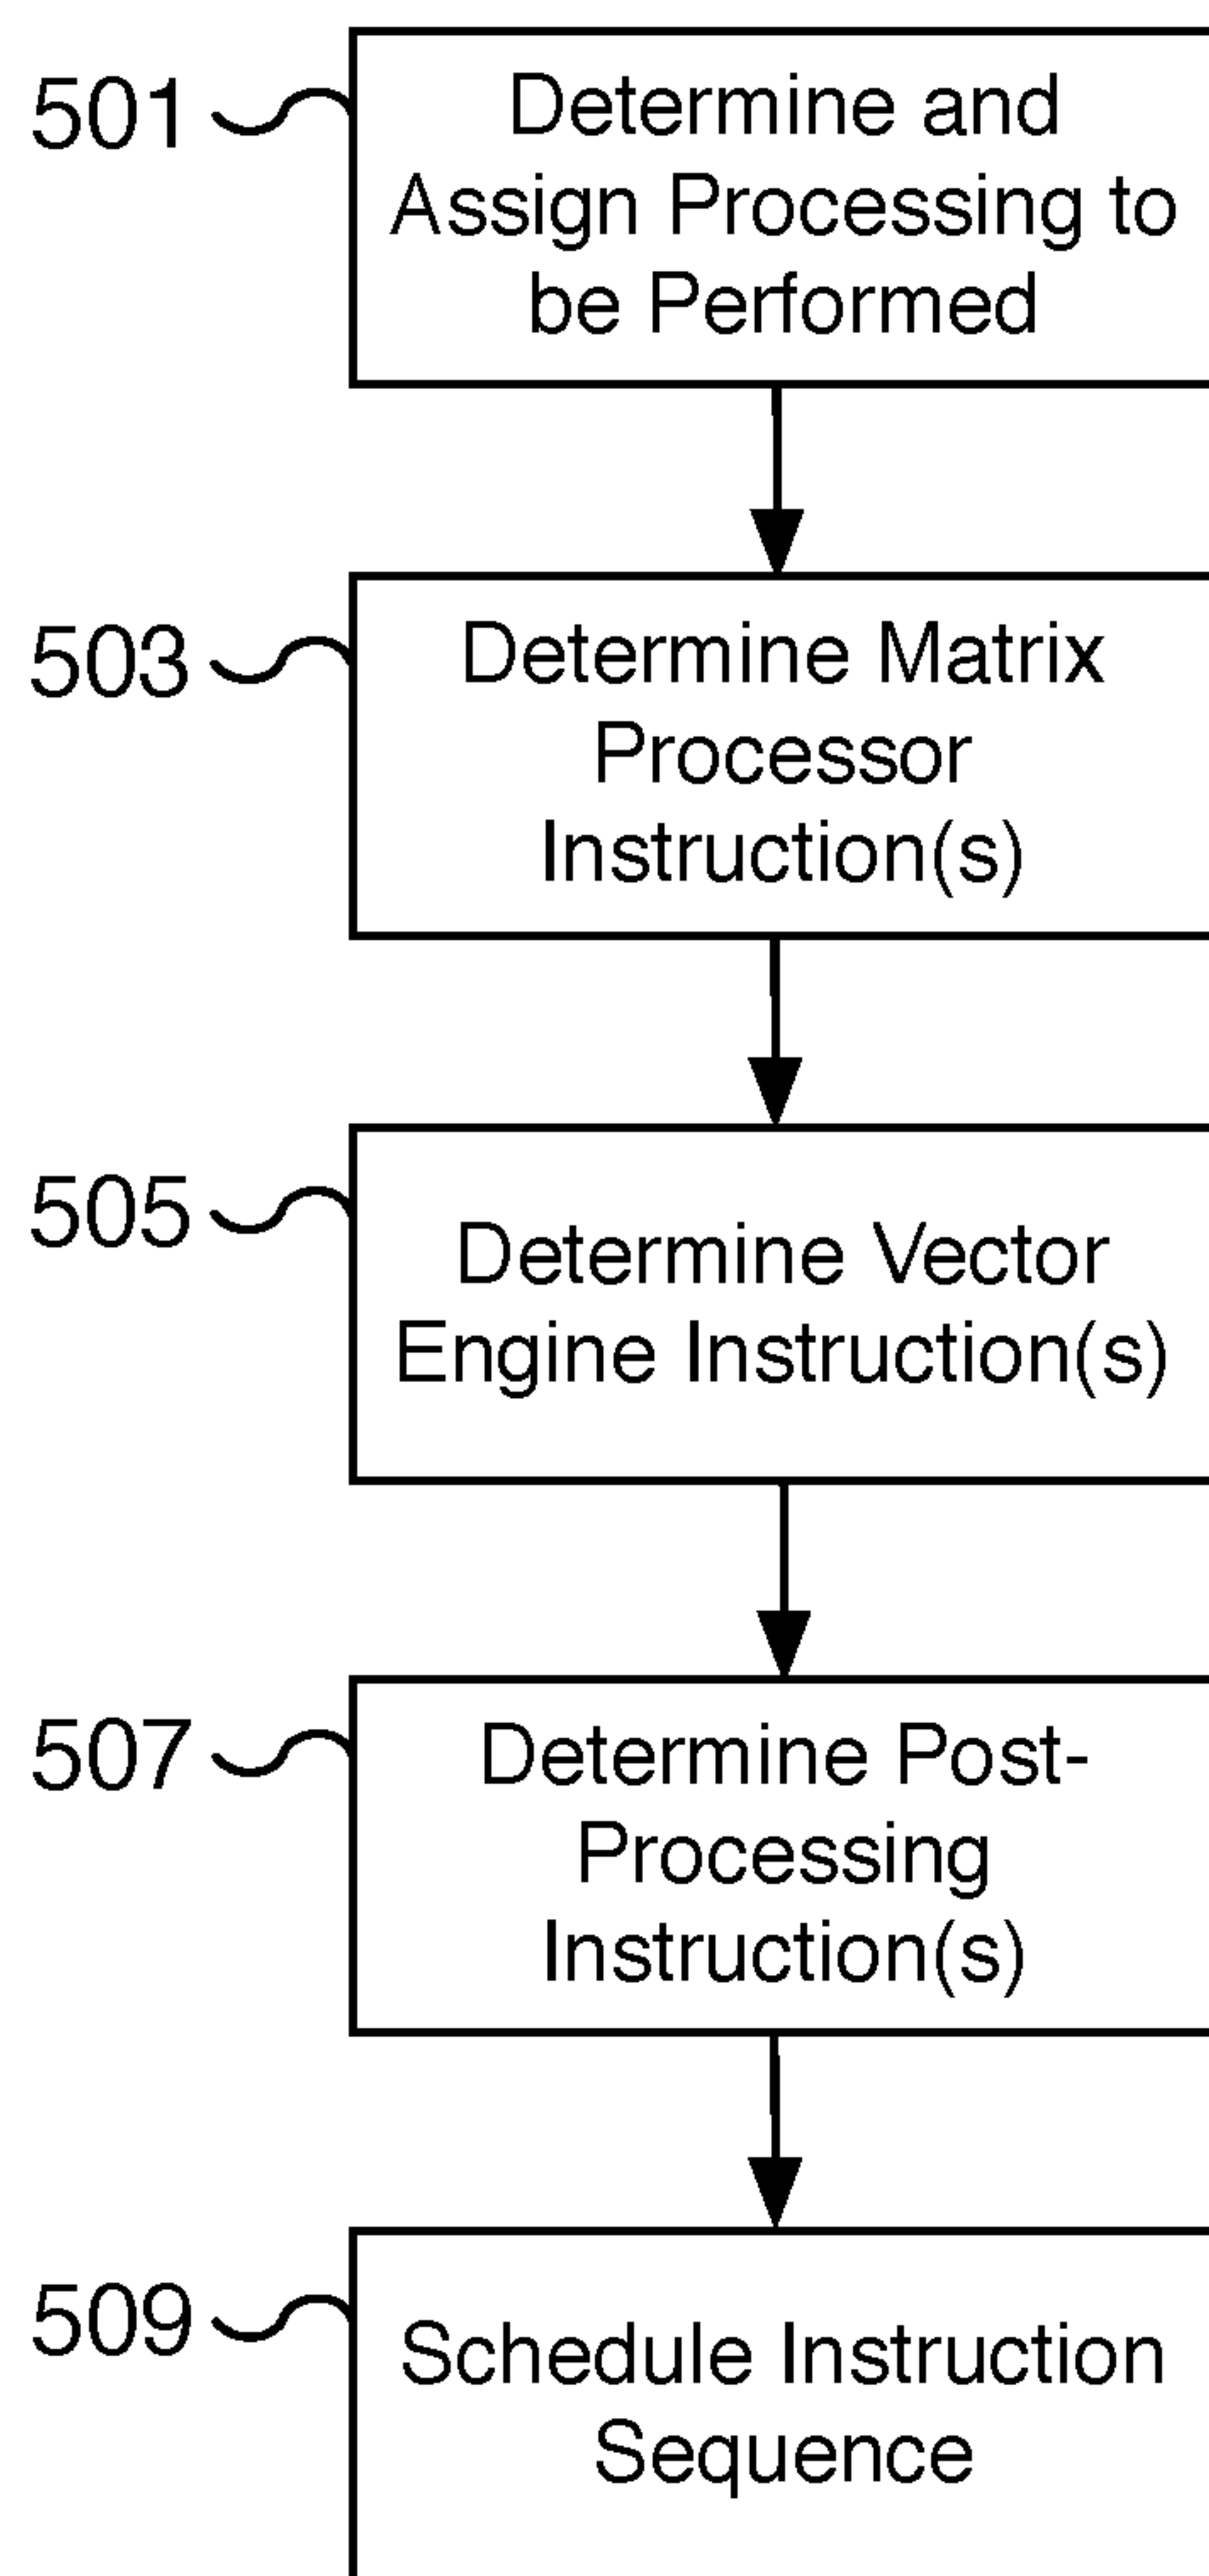 501
Determine and
Assign Processing to
be Performed
503
Determine Matrix
Processor
Instruction(s)
505
Determine Vector
Engine Instruction(s)
507
Determine Post-
Processing
Instruction(s)
509
Schedule Instruction
Sequence